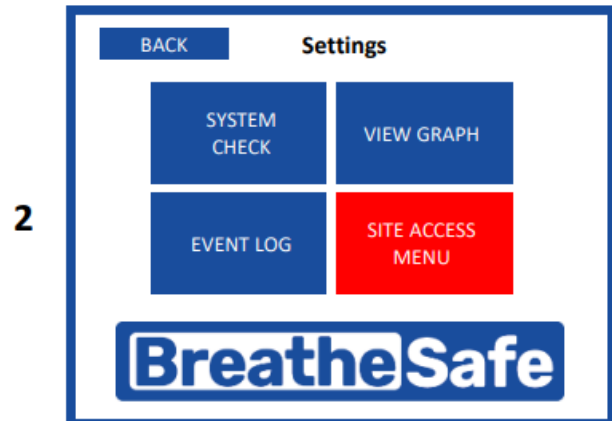 BACK
Settings
SYSTEM
CHECK
VIEW GRAPH
2
EVENT LOG
SITE ACCESS
MENU
BreatheSafe